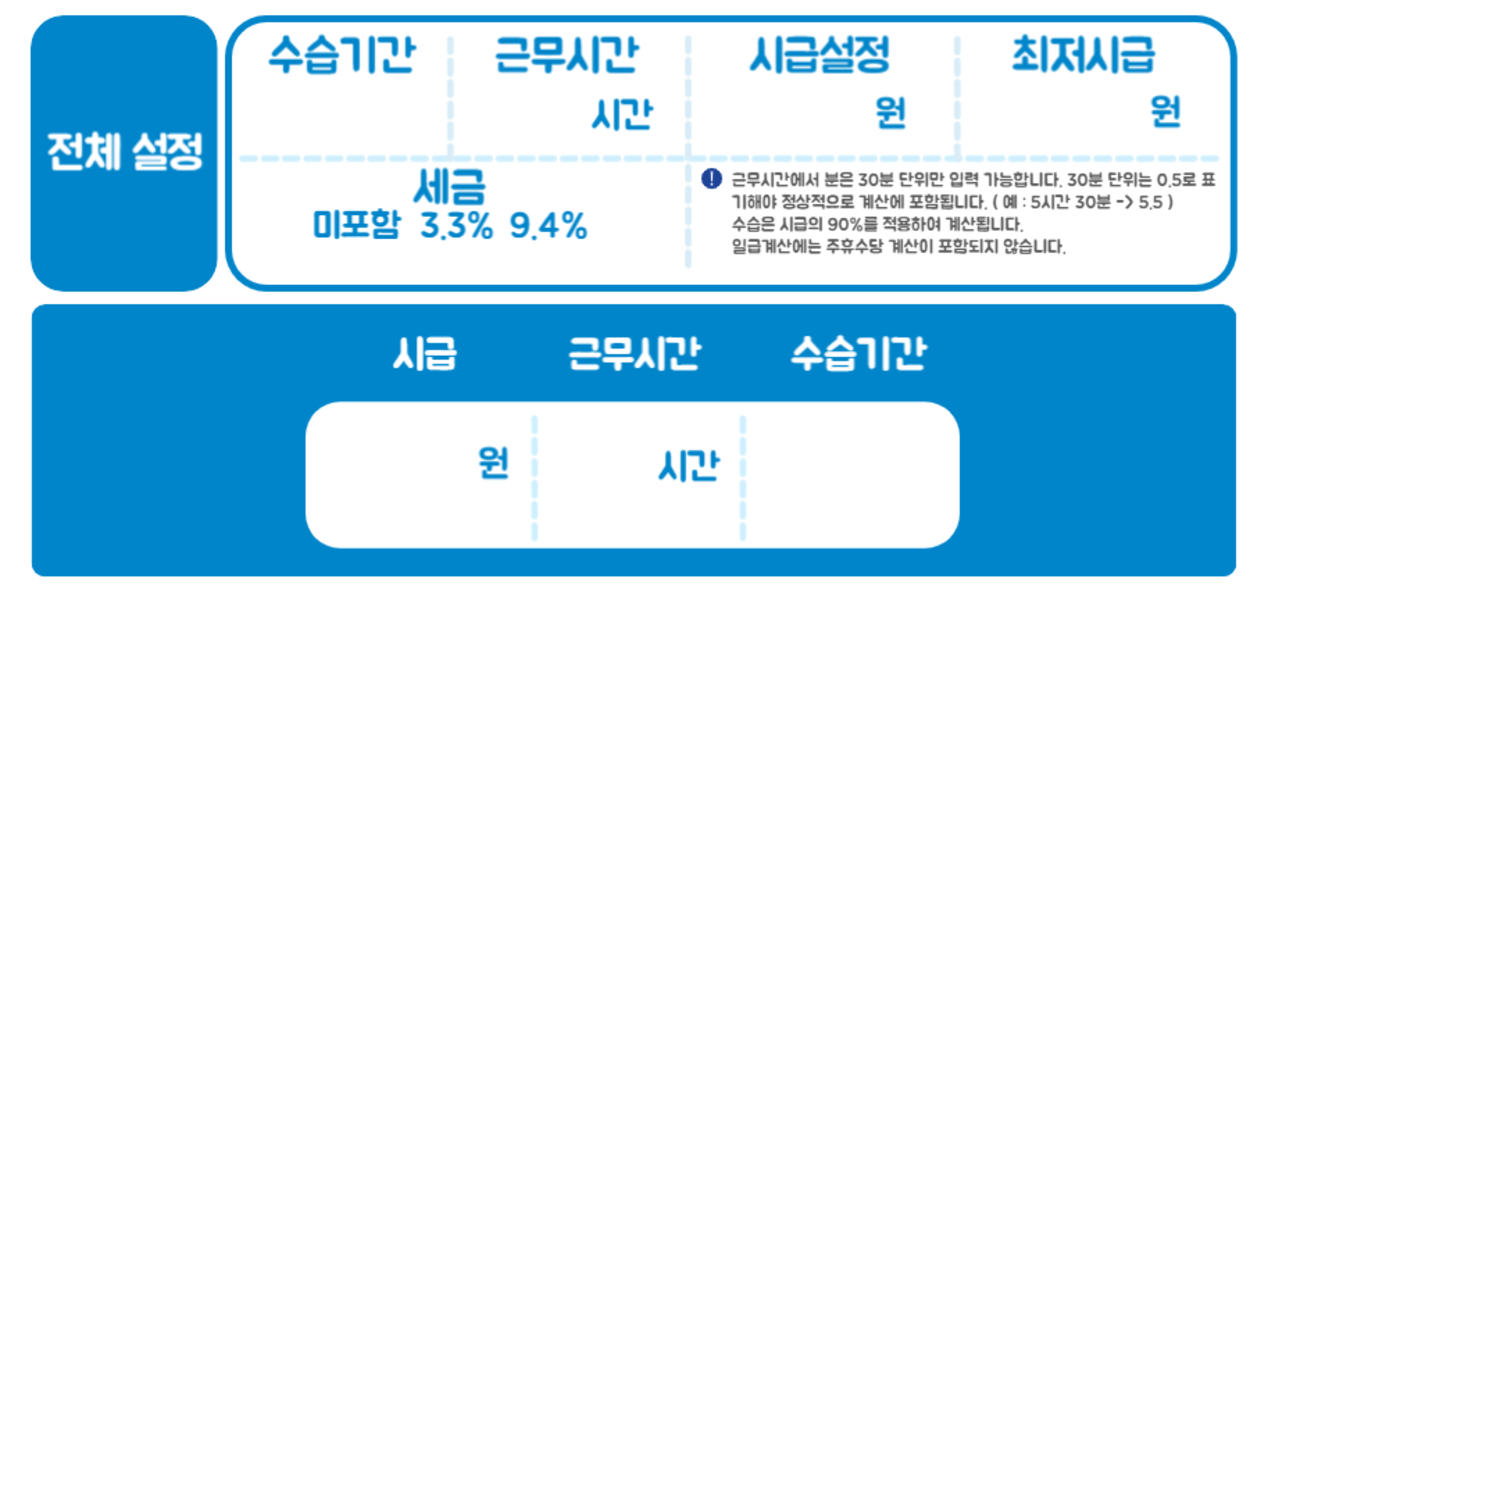 전체 설정
수습기간 근무시간 시급설정 최저시급
시간 원 원
세금
미포함 3.3% 9.4%
! 근무시간에서 분은 30분 단위만 입력 가능합니다. 30분 단위는 0.5로 표
기해야 정상적으로 계산에 포함됩니다. ( 예 : 5시간 30분 -> 5.5 )
수습은 시급의 90%를 적용하여 계산됩니다.
일급계산에는 주휴수당 계산이 포함되지 않습니다.
시급 근무시간 수습기간
원 시간